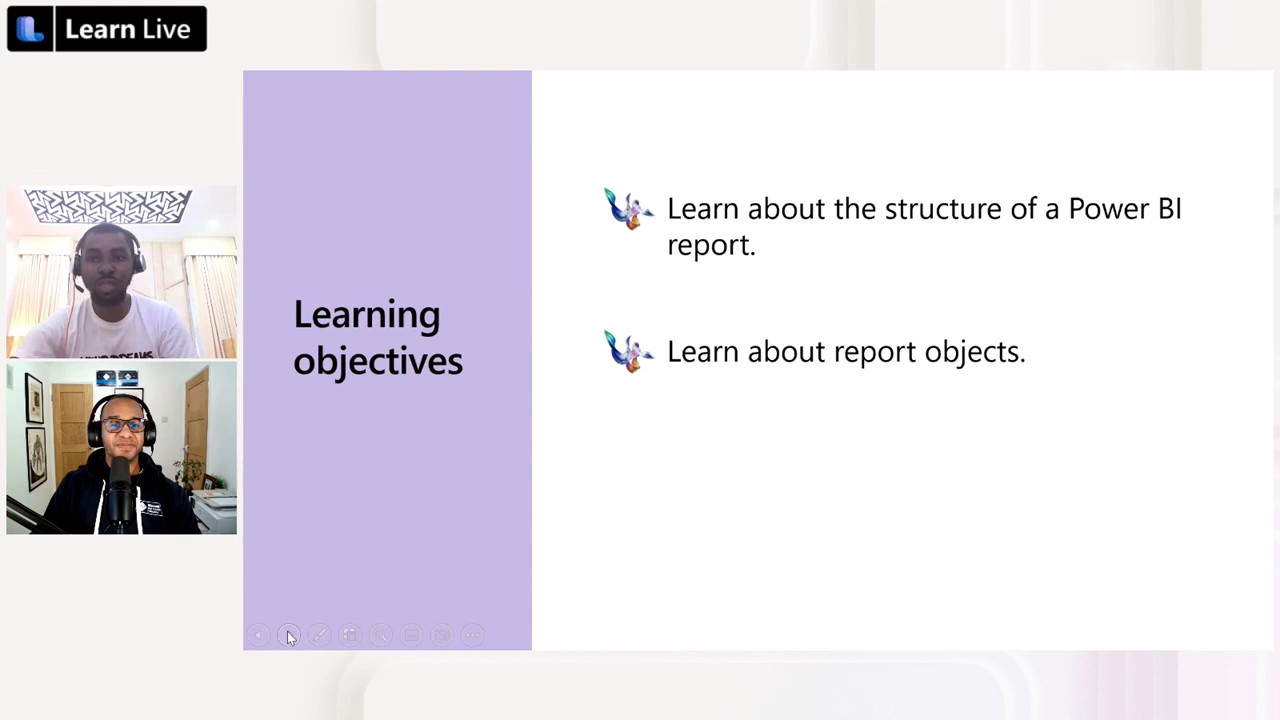 Learn Live
Learning
objectives
Learn about the structure of a Power BI
report.
Learn about report objects.